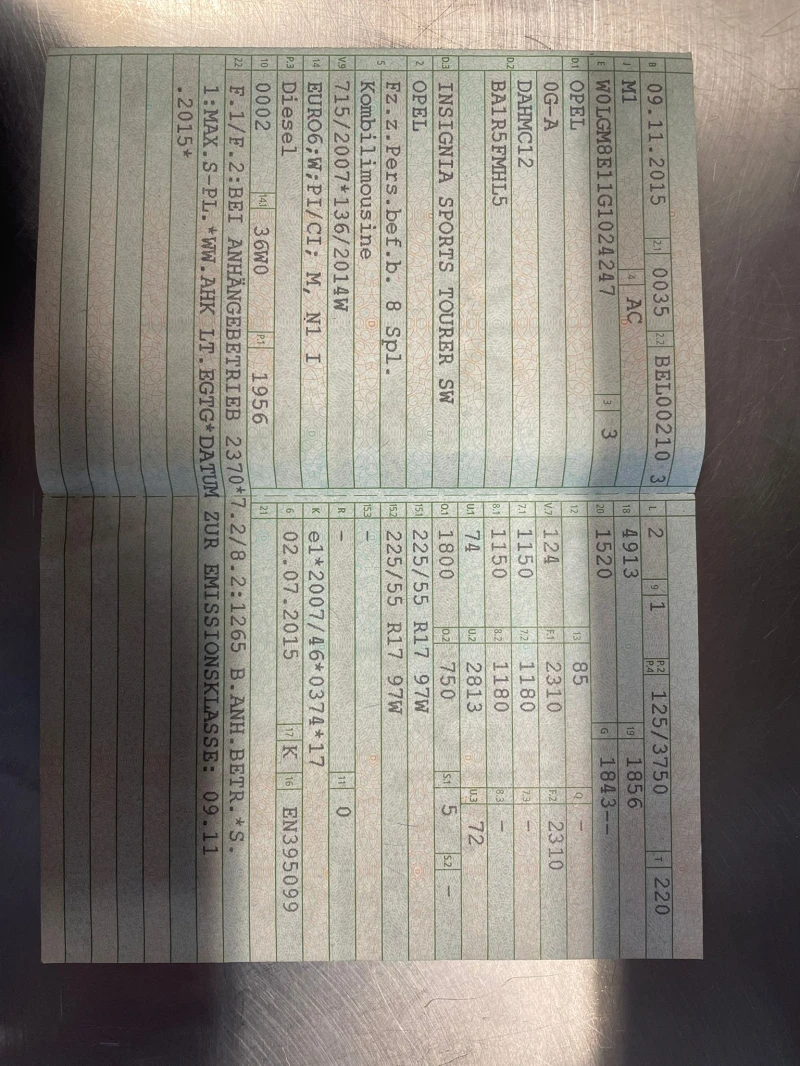 B 09.11.2015 2.1 0035 2.2 BEL00210 3
J M1 4 AC
E W0LGM8E11G1024247 3 3
D.1 OPEL
0G-A
D.2 DAHMC12
BA1R5FMHL5
D.3 INSIGNIA SPORTS TOURER SW
2 OPEL
5 Fz.z.Pers.bef.b. 8 Spl.
Kombilimousine
V.9 715/2007*136/2014W
14 EURO6;W;PI/CI; M, N1 I
P.3 Diesel
10 0002 14.1 36W0 P.1 1956
L 2 9 1 P.2 P.4 125/3750 T 220
18 4913 19 1856
20 1520 G 1843--
12 13 85 Q -
V.7 124 F.1 2310 F.2 2310
7.1 1150 7.2 1180 7.3 -
8.1 1150 8.2 1180 8.3 -
U.1 74 U.2 2813 U.3 72
O.1 1800 O.2 750 S.1 5 S.2 -
15.1 225/55 R17 97W
15.2 225/55 R17 97W
15.3 -
R - 11 0
K e1*2007/46*0374*17
6 02.07.2015 17 K 16 EN395099
21
22 F.1/F.2:BEI ANHÄNGEBETRIEB 2370*7.2/8.2:1265 B.ANH.BETR.*S.
1:MAX.S-PL.*WW.AHK LT.EGTG*DATUM ZUR EMISSIONSKLASSE: 09.11
.2015*